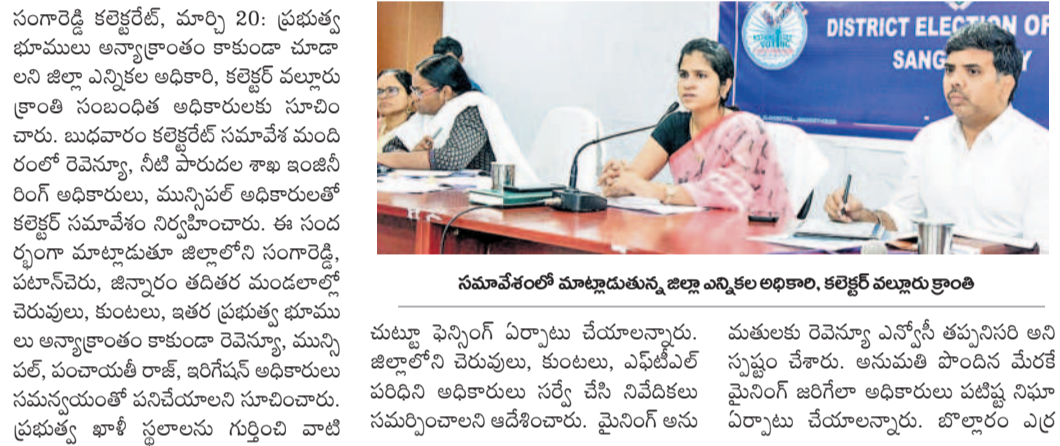 సంగారెడ్డి కలెక్టరేట్, మార్చి 20: ప్రభుత్వ
భూములు అన్యాక్రాంతం కాకుండా చూడా
లని జిల్లా ఎన్నికల అధికారి, కలెక్టర్ వల్లూరు
క్రాంతి సంబంధిత అధికారులకు సూచిం
చారు. బుధవారం కలెక్టరేట్ సమావేశ మంది
రంలో రెవెన్యూ, నీటి పారుదల శాఖ ఇంజినీ
రింగ్ అధికారులు, మున్సిపల్ అధికారులతో
కలెక్టర్ సమావేశం నిర్వహించారు. ఈ సంద
ర్భంగా మాట్లాడుతూ జిల్లాలోని సంగారెడ్డి,
పటాన్‌చెరు, జిన్నారం తదితర మండలాల్లో
చెరువులు, కుంటలు, ఇతర ప్రభుత్వ భూము
లు అన్యాక్రాంతం కాకుండా రెవెన్యూ, మున్సి
పల్, పంచాయతీ రాజ్, ఇరిగేషన్ అధికారులు
సమన్వయంతో పనిచేయాలని సూచించారు.
ప్రభుత్వ ఖాళీ స్థలాలను గుర్తించి వాటి
DISTRICT ELECTION OF
SANG
Y
VOTING
సమావేశంలో మాట్లాడుతున్న జిల్లా ఎన్నికల అధికారి, కలెక్టర్ వల్లూరు క్రాంతి
చుట్టూ ఫెన్సింగ్ ఏర్పాటు చేయాలన్నారు.
జిల్లాలోని చెరువులు, కుంటలు, ఎఫ్‌టీఎల్
పరిధిని అధికారులు సర్వే చేసి నివేదికలు
సమర్పించాలని ఆదేశించారు. మైనింగ్ అను
మతులకు రెవెన్యూ ఎన్వోసీ తప్పనిసరి అని
స్పష్టం చేశారు. అనుమతి పొందిన మేరకే
మైనింగ్ జరిగేలా అధికారులు పటిష్ట నిఘా
ఏర్పాటు చేయాలన్నారు. బొల్లారం ఎర్ర